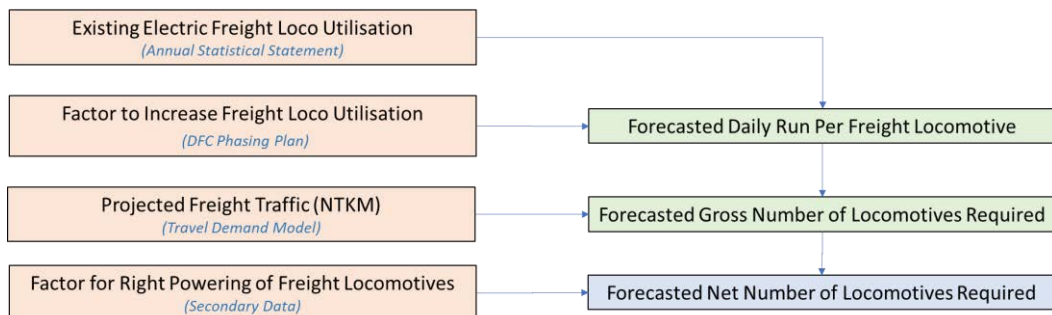 Existing Electric Freight Loco Utilisation
(Annual Statistical Statement)
Factor to Increase Freight Loco Utilisation
(DFC Phasing Plan)
Forecasted Daily Run Per Freight Locomotive
Projected Freight Traffic (NTKM)
(Travel Demand Model)
Forecasted Gross Number of Locomotives Required
Factor for Right Powering of Freight Locomotives
(Secondary Data)
Forecasted Net Number of Locomotives Required